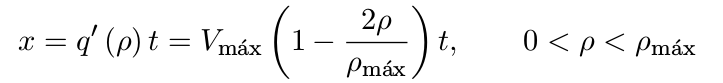 x = q′ (ρ) t = V_máx (1 − 2ρ/ρ_máx) t, 0 < ρ < ρ_máx